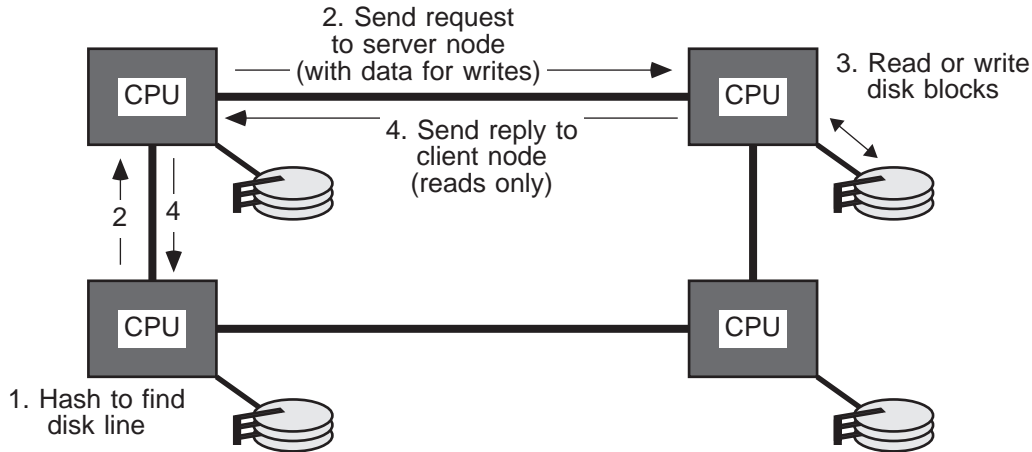 2. Send request
to server node
(with data for writes)
CPU
CPU
3. Read or write
disk blocks
4. Send reply to
client node
(reads only)
2
4
CPU
CPU
1. Hash to find
disk line